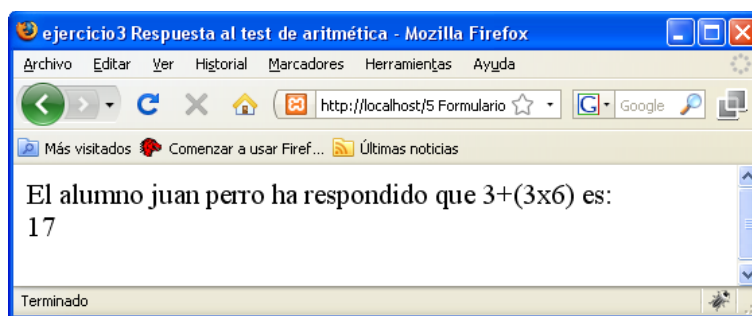 ejercicio3 Respuesta al test de aritmética - Mozilla Firefox
Archivo Editar Ver Historial Marcadores Herramientas Ayuda
http://localhost/5 Formulario
G Google
Más visitados Comenzar a usar Firef... Últimas noticias
El alumno juan perro ha respondido que 3+(3x6) es:
17
Terminado